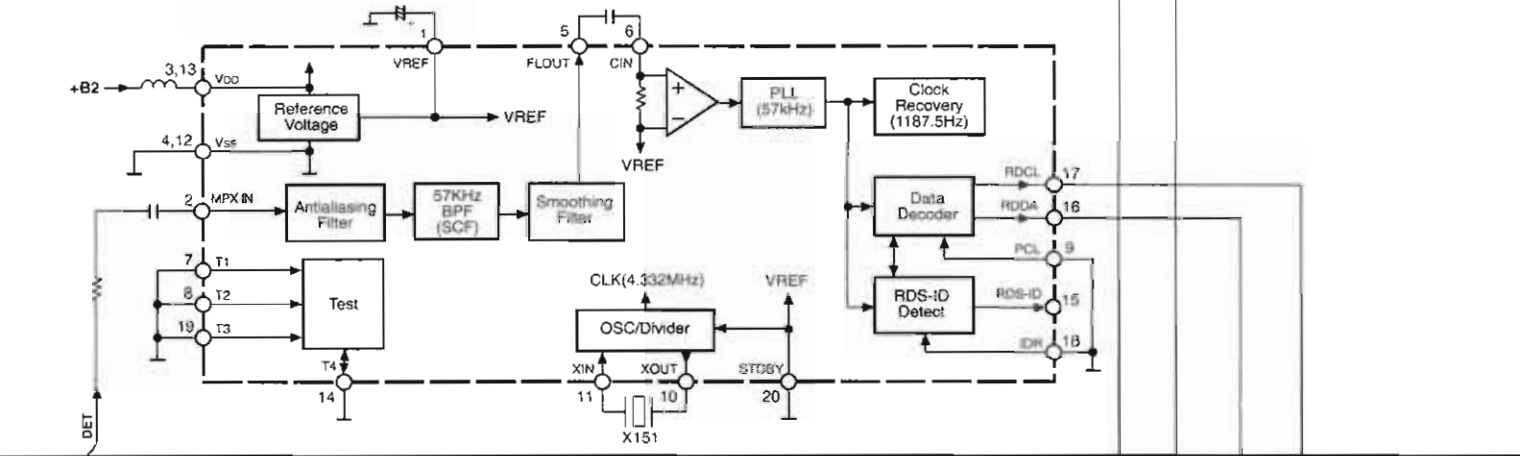 1
VREF
5
FLOUT
6
CIN
+B2
3,13
VDD
Reference
Voltage
VREF
4,12
VSS
+
−
VREF
PLL
(57kHz)
Clock
Recovery
(1187.5Hz)
2
MPX IN
Antialiasing
Filter
57KHz
BPF
(SCF)
Smoothing
Filter
Data
Decoder
RDCL
17
RDDA
16
PCL
9
7
T1
8
T2
19
T3
Test
T4
14
CLK(4.332MHz)
OSC/Divider
VREF
XIN
XOUT
STDBY
11
10
20
X151
RDS-ID
Detect
RDS-ID
15
18
DET